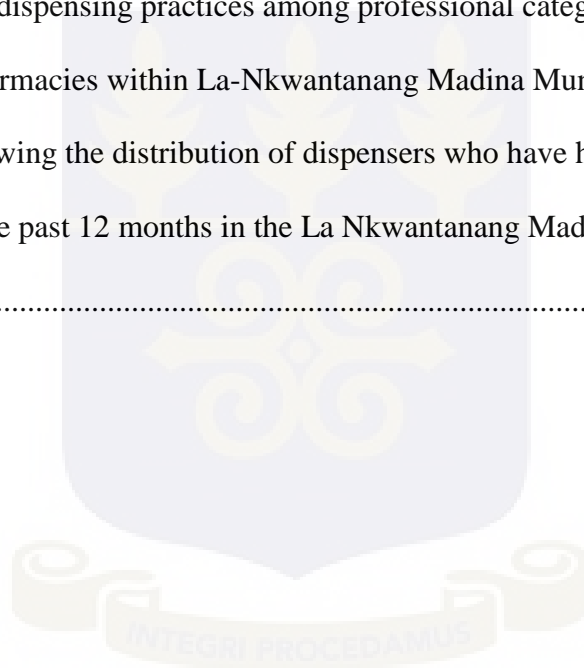 dispensing practices among professional categ
rmacies within La-Nkwantanang Madina Mun
wing the distribution of dispensers who have h
e past 12 months in the La Nkwantanang Mad
................................................................
INTEGRI PROCEDAMUS